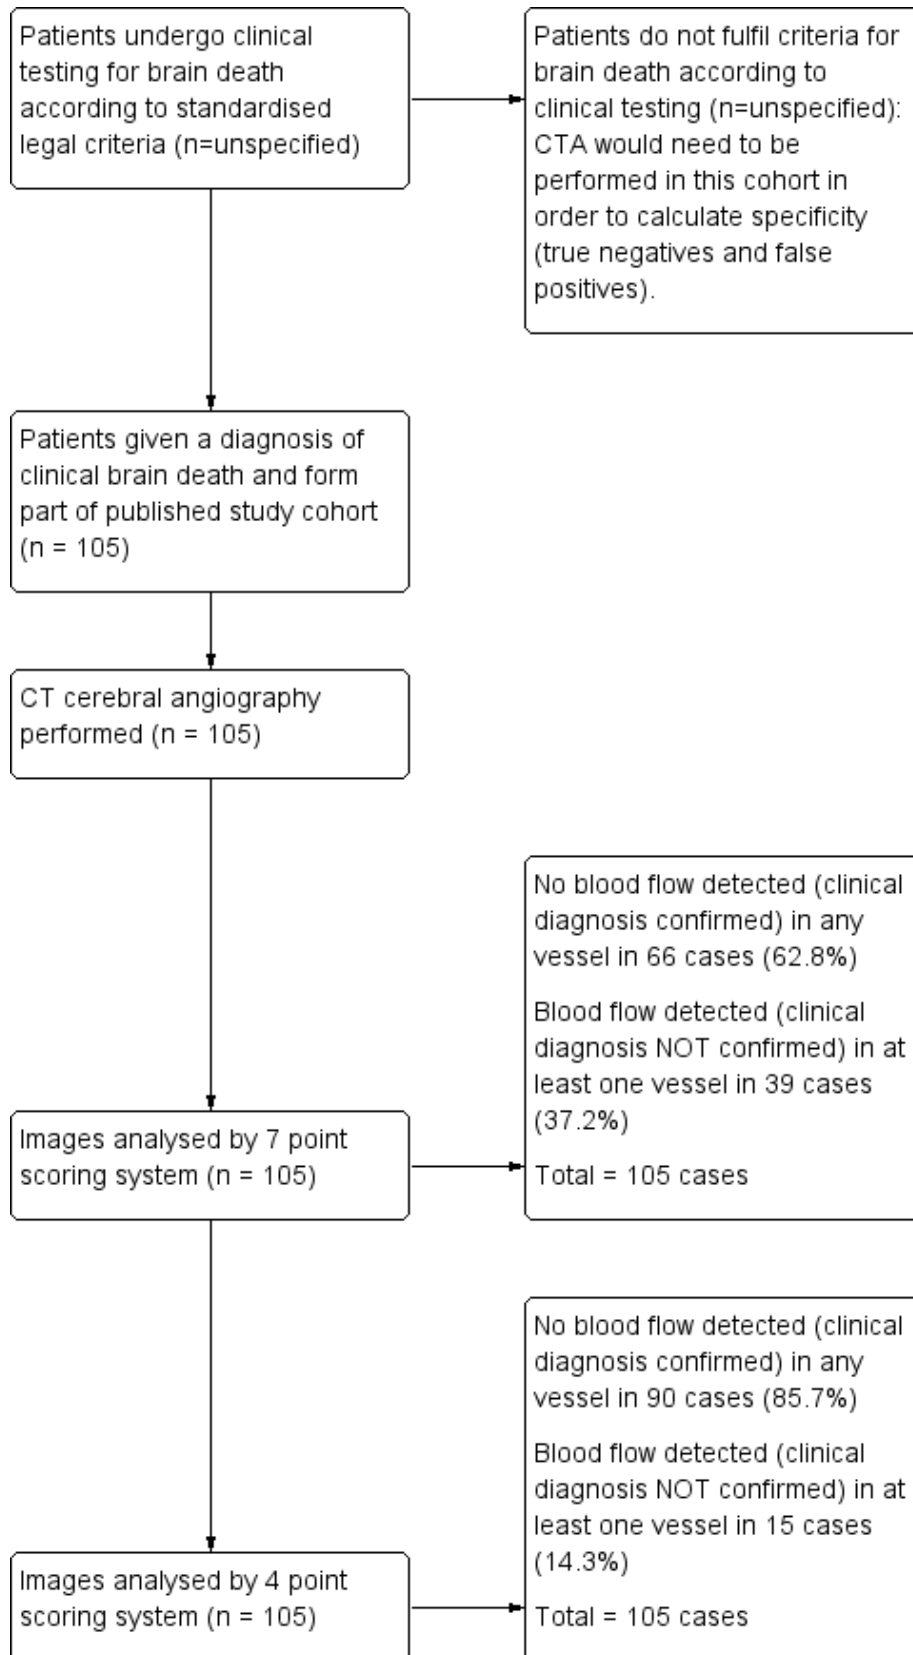 Patients undergo clinical
testing for brain death
according to standardised
legal criteria (n=unspecified)
Patients do not fulfil criteria for
brain death according to
clinical testing (n=unspecified):
CTA would need to be
performed in this cohort in
order to calculate specificity
(true negatives and false
positives).
Patients given a diagnosis of
clinical brain death and form
part of published study cohort
(n = 105)
CT cerebral angiography
performed (n = 105)
No blood flow detected (clinical
diagnosis confirmed) in any
vessel in 66 cases (62.8%)
Blood flow detected (clinical
diagnosis NOT confirmed) in at
least one vessel in 39 cases
(37.2%)
Total = 105 cases
Images analysed by 7 point
scoring system (n = 105)
No blood flow detected (clinical
diagnosis confirmed) in any
vessel in 90 cases (85.7%)
Blood flow detected (clinical
diagnosis NOT confirmed) in at
least one vessel in 15 cases
(14.3%)
Total = 105 cases
Images analysed by 4 point
scoring system (n = 105)